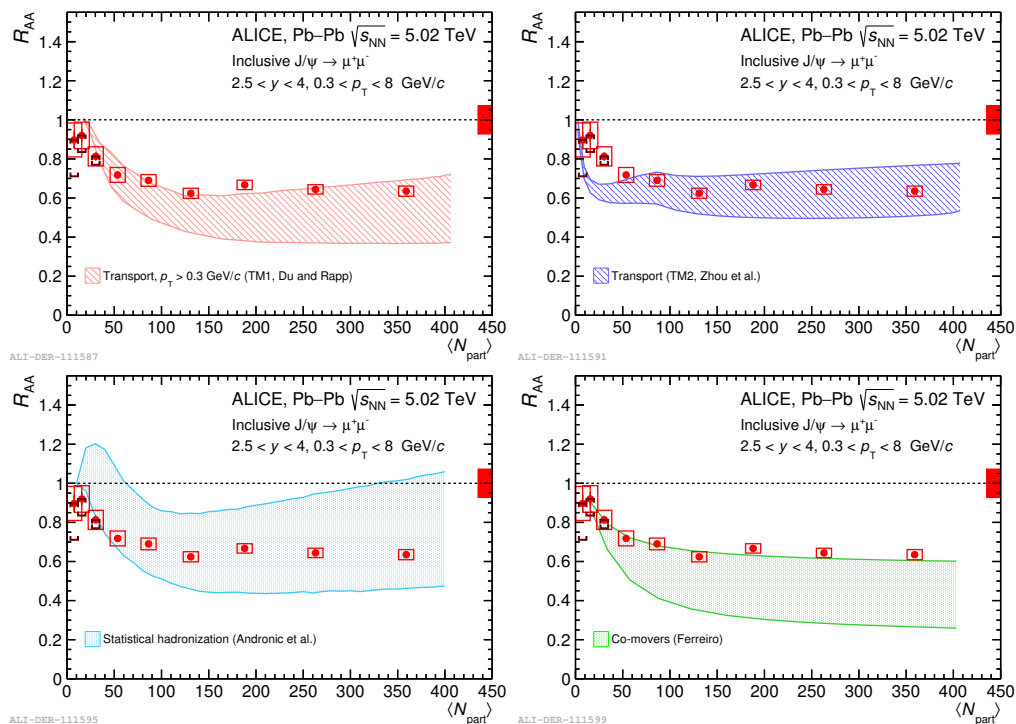 R_AA
ALICE, Pb–Pb √s_NN = 5.02 TeV
Inclusive J/ψ → μ⁺μ⁻
2.5 < y < 4, 0.3 < p_T < 8 GeV/c
1.4
1.2
1
0.8
0.6
0.4
0.2
0
Transport, p_T > 0.3 GeV/c (TM1, Du and Rapp)
0 50 100 150 200 250 300 350 400 450
⟨N_part⟩
ALI-DER-111587
R_AA
ALICE, Pb–Pb √s_NN = 5.02 TeV
Inclusive J/ψ → μ⁺μ⁻
2.5 < y < 4, 0.3 < p_T < 8 GeV/c
1.4
1.2
1
0.8
0.6
0.4
0.2
0
Transport (TM2, Zhou et al.)
0 50 100 150 200 250 300 350 400 450
⟨N_part⟩
ALI-DER-111591
R_AA
ALICE, Pb–Pb √s_NN = 5.02 TeV
Inclusive J/ψ → μ⁺μ⁻
2.5 < y < 4, 0.3 < p_T < 8 GeV/c
1.4
1.2
1
0.8
0.6
0.4
0.2
0
Statistical hadronization (Andronic et al.)
0 50 100 150 200 250 300 350 400 450
⟨N_part⟩
ALI-DER-111595
R_AA
ALICE, Pb–Pb √s_NN = 5.02 TeV
Inclusive J/ψ → μ⁺μ⁻
2.5 < y < 4, 0.3 < p_T < 8 GeV/c
1.4
1.2
1
0.8
0.6
0.4
0.2
0
Co-movers (Ferreiro)
0 50 100 150 200 250 300 350 400 450
⟨N_part⟩
ALI-DER-111599